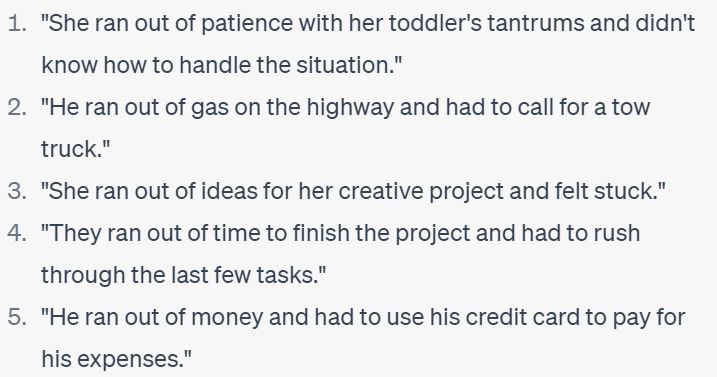 1. "She ran out of patience with her toddler's tantrums and didn't
know how to handle the situation."
2. "He ran out of gas on the highway and had to call for a tow
truck."
3. "She ran out of ideas for her creative project and felt stuck."
4. "They ran out of time to finish the project and had to rush
through the last few tasks."
5. "He ran out of money and had to use his credit card to pay for
his expenses."